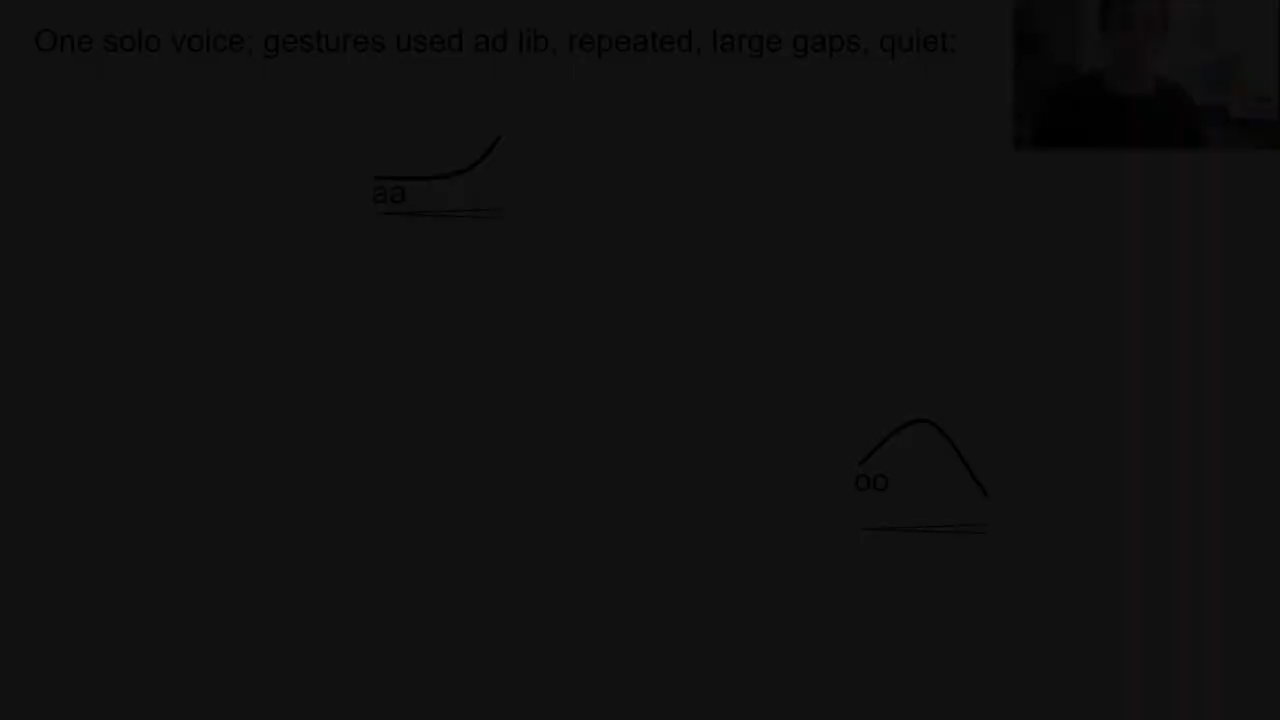 One solo voice; gestures used ad lib, repeated, large gaps, quiet:
aa
oo